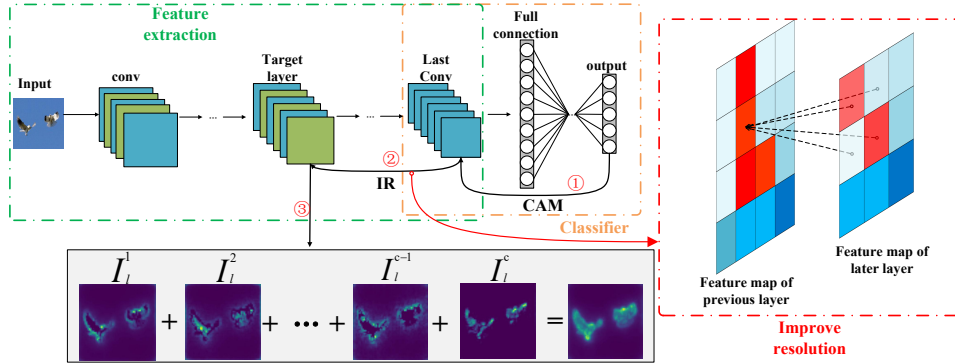 Feature
extraction
Full
connection
Input
conv
Target
layer
Last
Conv
output
...
...
...
②
IR
①
CAM
③
Classifier
I_l^1
I_l^2
I_l^{c-1}
I_l^c
+ + ••• + + =
Feature map of
previous layer
Feature map of
later layer
Improve
resolution